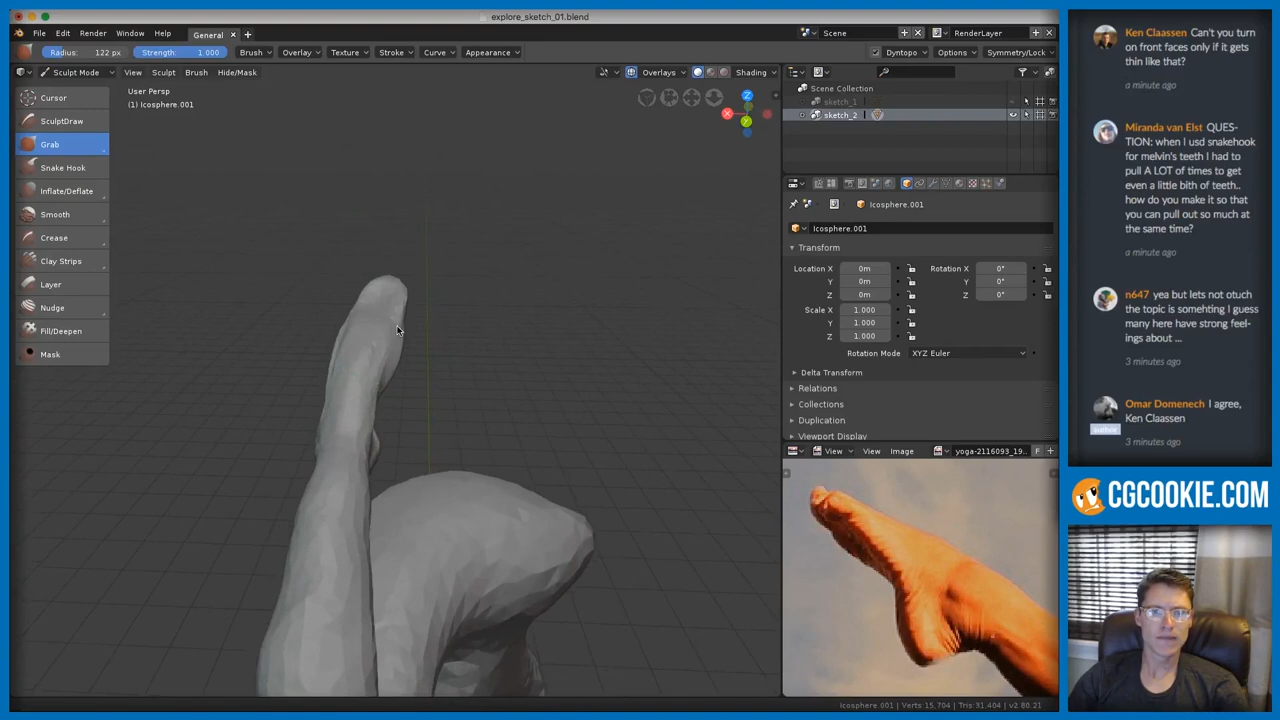 explore_sketch_01.blend
File Edit Render Window Help General
Scene RenderLayer
Radius: 122 px Strength: 1.000 Brush Overlay Texture Stroke Curve Appearance Dyntopo Options Symmetry/Lock
Sculpt Mode View Sculpt Brush Hide/Mask Overlays Shading
User Persp
(1) Icosphere.001
Cursor
SculptDraw
Grab
Snake Hook
Inflate/Deflate
Smooth
Crease
Clay Strips
Layer
Nudge
Fill/Deepen
Mask
Z
X
Y
Scene Collection
sketch_1
sketch_2
Icosphere.001
Icosphere.001
Transform
Location X 0m Rotation X 0°
Y 0m Y 0°
Z 0m Z 0°
Scale X 1.000
Y 1.000
Z 1.000
Rotation Mode XYZ Euler
Delta Transform
Relations
Collections
Duplication
Viewport Display
View View Image yoga-2116093_19.. F
Icosphere.001 | Verts:15,704 | Tris:31,404 | v2.80.21
Ken Claassen Can't you turn
on front faces only if it gets
thin like that?
a minute ago
Miranda van Elst QUES-
TION: when I usd snakehook
for melvin's teeth I had to
pull A LOT of times to get
even a little bith of teeth..
how do you make it so that
you can pull out so much at
the same time?
a minute ago
n647 yea but lets not otuch
the topic is somehting I guess
many here have strong feel-
ings about ...
3 minutes ago
Omar Domenech I agree,
Ken Claassen
author
3 minutes ago
CGCOOKIE.COM